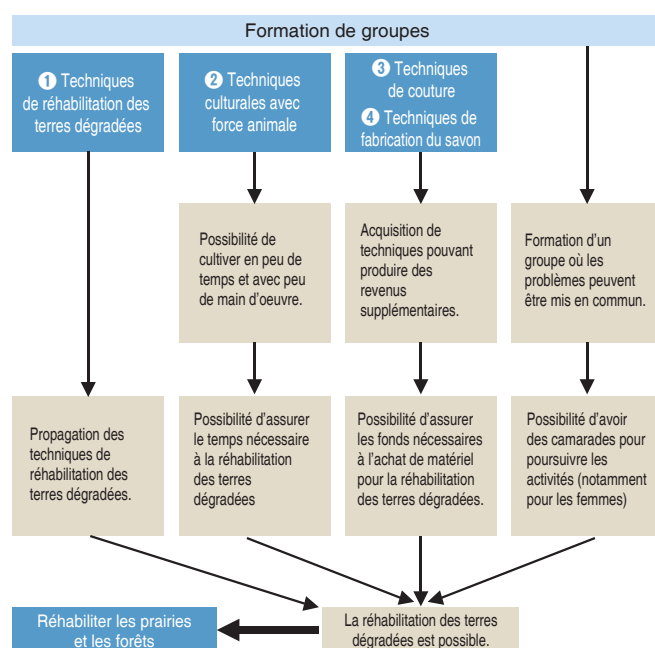 Formation de groupes
❶ Techniques
de réhabilitation des
terres dégradées
❷ Techniques
culturales avec
force animale
❸ Techniques
de couture
❹ Techniques de
fabrication du savon
Possibilité de
cultiver en peu de
temps et avec peu
de main d'oeuvre.
Acquisition de
techniques pouvant
produire des
revenus
supplémentaires.
Formation d'un
groupe où les
problèmes peuvent
être mis en commun.
Propagation des
techniques de
réhabilitation des
terres dégradées.
Possibilité d'assurer
le temps nécessaire
à la réhabilitation
des terres
dégradées
Possibilité d'assurer
les fonds nécessaires
à l'achat de matériel
pour la réhabilitation
des terres dégradées.
Possibilité d'avoir
des camarades pour
poursuivre les
activités (notamment
pour les femmes)
Réhabiliter les prairies
et les forêts
La réhabilitation des terres
dégradées est possible.